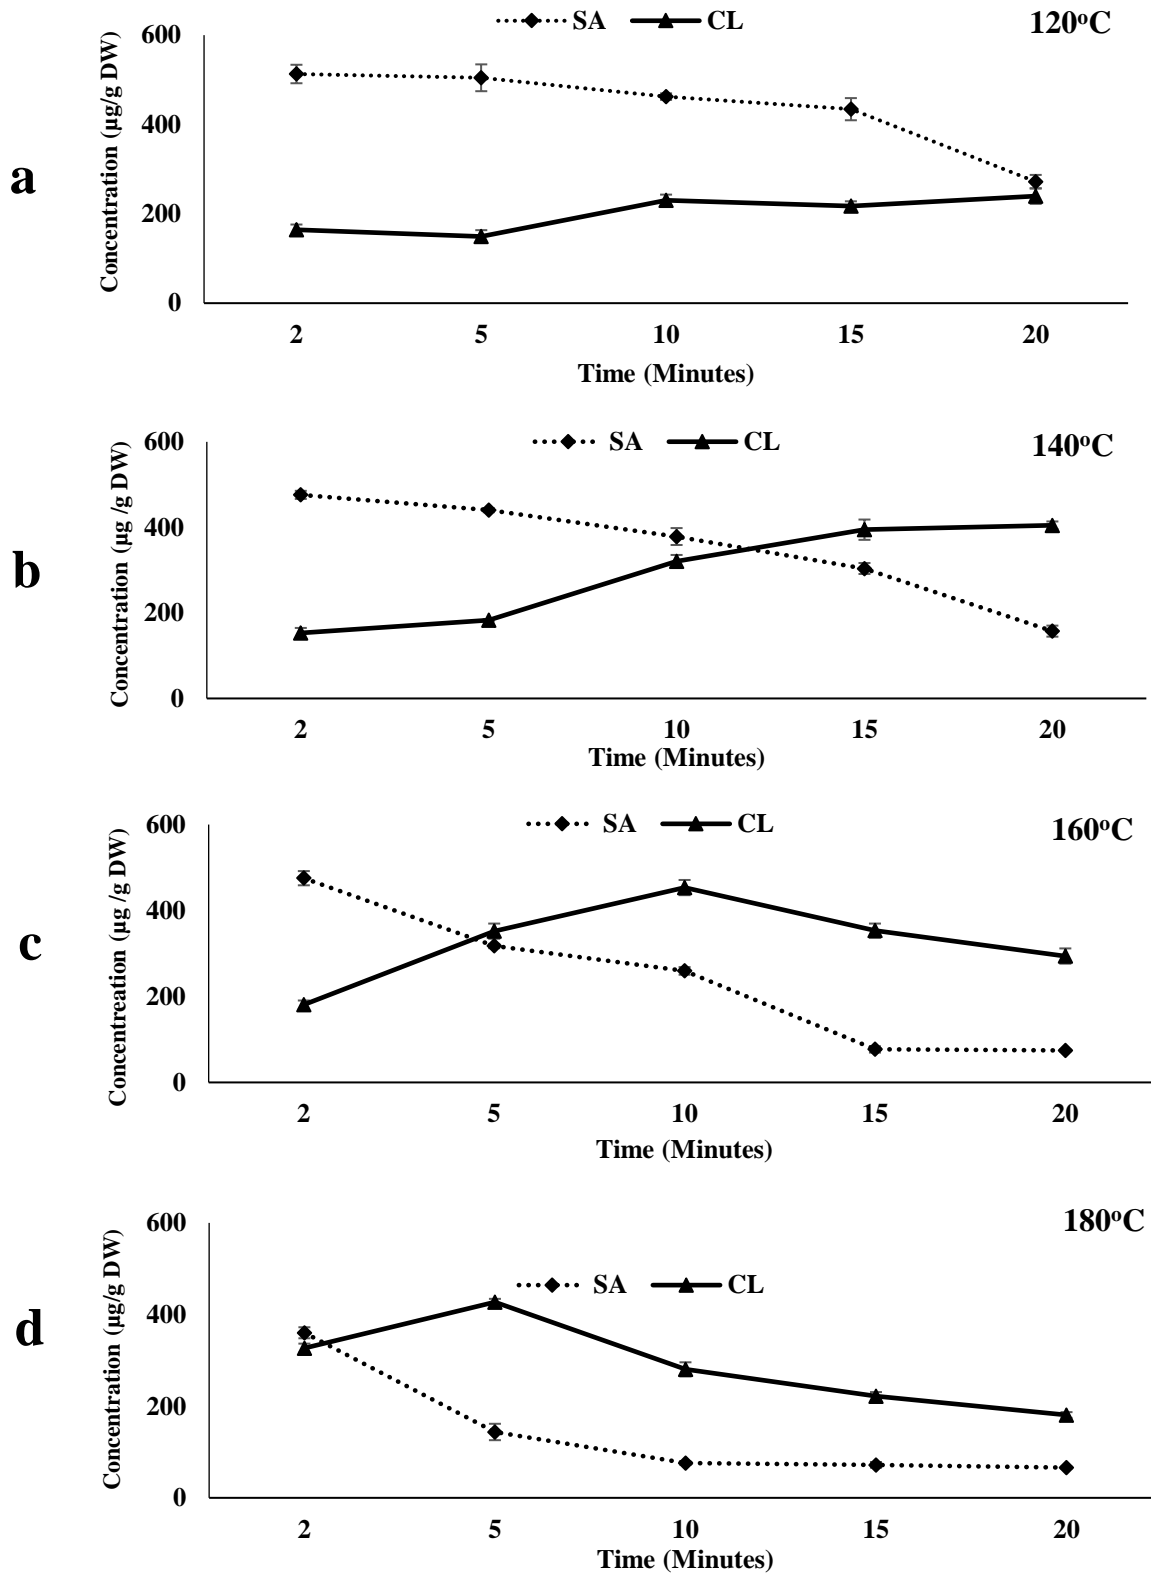 SA CL 120°C
600
400
200
0
Concentration (µg/g DW)
a
2 5 10 15 20
Time (Minutes)
SA CL 140°C
600
400
200
0
Concentration (µg /g DW)
b
2 5 10 15 20
Time (Minutes)
SA CL 160°C
600
400
200
0
Concentreation (µg /g DW)
c
2 5 10 15 20
Time (Minutes)
180°C
SA CL
600
400
200
0
Concentration (µg/g DW)
d
2 5 10 15 20
Time (Minutes)